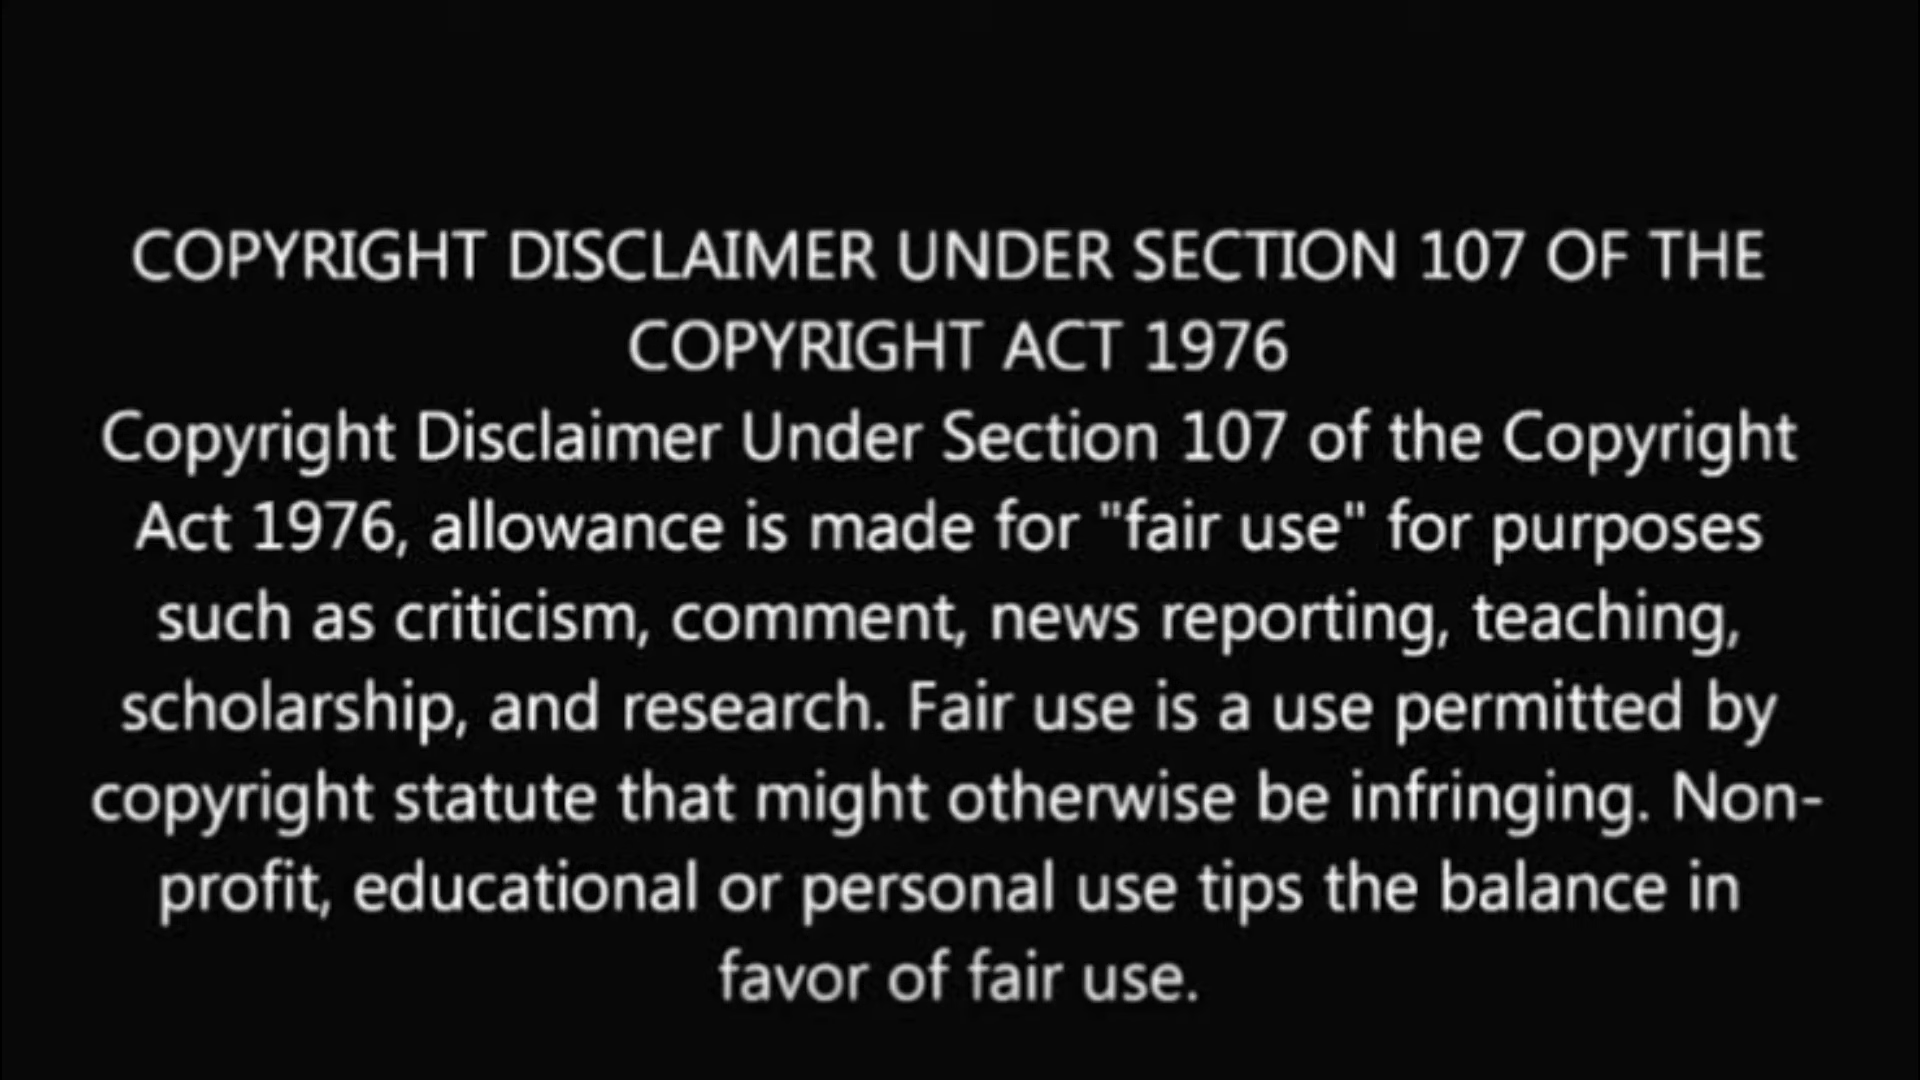 COPYRIGHT DISCLAIMER UNDER SECTION 107 OF THE
COPYRIGHT ACT 1976
Copyright Disclaimer Under Section 107 of the Copyright
Act 1976, allowance is made for "fair use" for purposes
such as criticism, comment, news reporting, teaching,
scholarship, and research. Fair use is a use permitted by
copyright statute that might otherwise be infringing. Non-
profit, educational or personal use tips the balance in
favor of fair use.